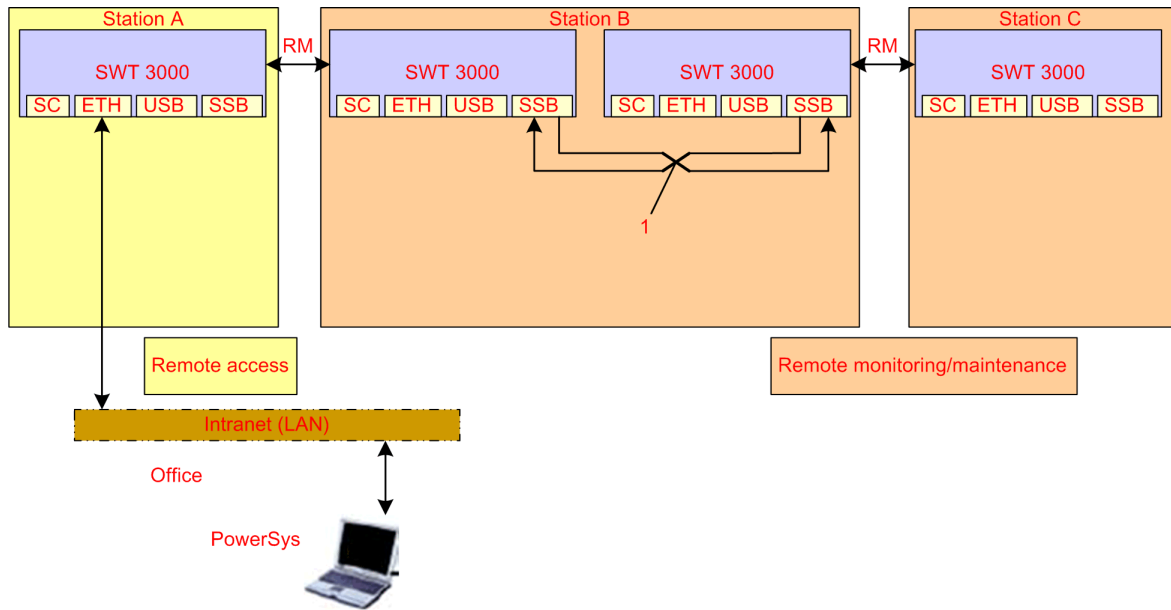 Station A
Station B
Station C
RM
RM
SWT 3000
SWT 3000
SWT 3000
SWT 3000
SC ETH USB SSB
SC ETH USB SSB
SC ETH USB SSB
SC ETH USB SSB
1
Remote access
Remote monitoring/maintenance
Intranet (LAN)
Office
PowerSys